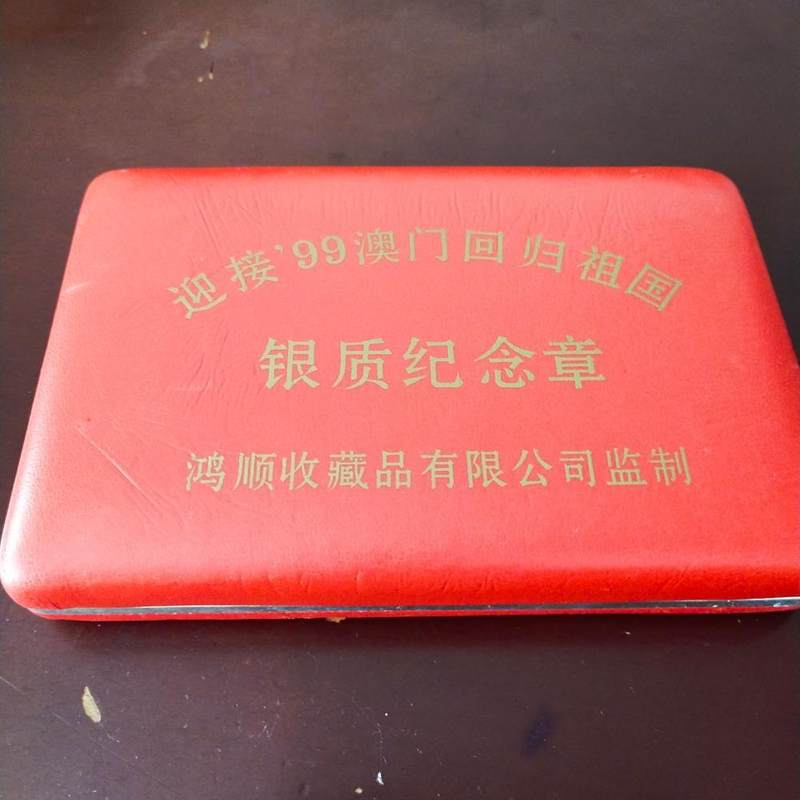 迎接'99澳门回归祖国
银质纪念章
鸿顺收藏品有限公司监制